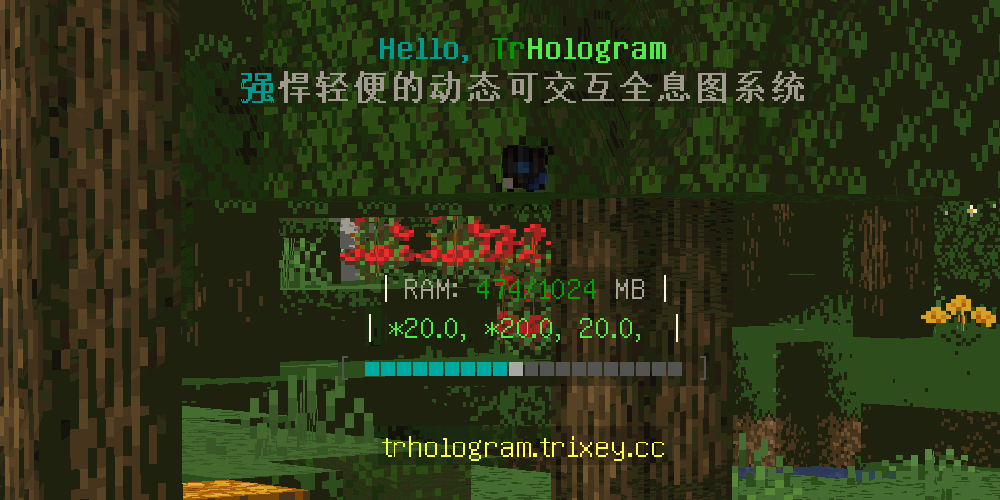 Hello, TrHologram
强悍轻便的动态可交互全息图系统
| RAM: 474/1024 MB |
| *20.0, *20.0, 20.0, |
trhologram.trixey.cc